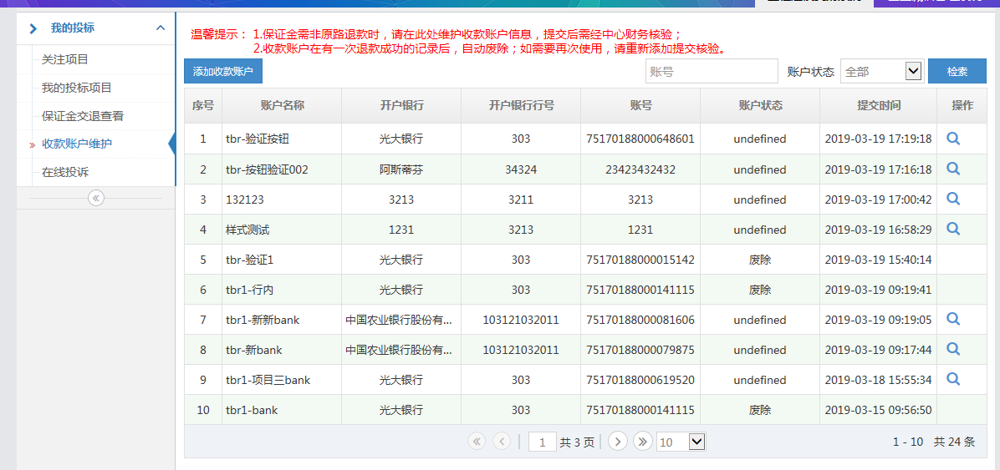 我的投标
关注项目
我的投标项目
保证金交退查看
收款账户维护
在线投诉
温馨提示： 1.保证金需非原路退款时，请在此处维护收款账户信息，提交后需经中心财务核验；
2.收款账户在有一次退款成功的记录后，自动废除；如需要再次使用，请重新添加提交核验。
添加收款账户 账号 账户状态 全部 检索
序号 账户名称 开户银行 开户银行行号 账号 账户状态 提交时间 操作
1 tbr-验证按钮 光大银行 303 75170188000648601 undefined 2019-03-19 17:19:18
2 tbr-按钮验证002 阿斯蒂芬 34324 23423432432 undefined 2019-03-19 17:16:18
3 132123 3213 3211 3213 undefined 2019-03-19 17:00:42
4 样式测试 1231 3213 1231 undefined 2019-03-19 16:58:29
5 tbr-验证1 光大银行 303 75170188000015142 废除 2019-03-19 15:40:14
6 tbr1-行内 光大银行 303 75170188000141115 废除 2019-03-19 09:19:41
7 tbr1-新新bank 中国农业银行股份有... 103121032011 75170188000081606 undefined 2019-03-19 09:19:05
8 tbr-新bank 中国农业银行股份有... 103121032011 75170188000079875 undefined 2019-03-19 09:17:44
9 tbr1-项目三bank 光大银行 303 75170188000619520 undefined 2019-03-18 15:55:34
10 tbr1-bank 光大银行 303 75170188000141115 废除 2019-03-15 09:56:50
1 共 3 页 10 1 - 10 共 24 条